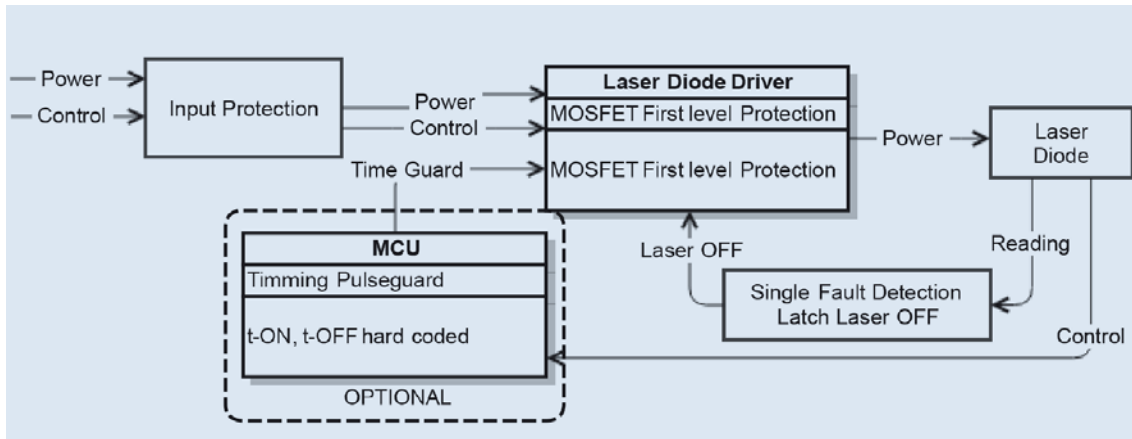 Power
Control
Input Protection
Power
Control
Time Guard
Laser Diode Driver
MOSFET First level Protection
MOSFET First level Protection
Power
Laser
Diode
Reading
Control
Laser OFF
Single Fault Detection
Latch Laser OFF
MCU
Timming Pulseguard
t-ON, t-OFF hard coded
OPTIONAL